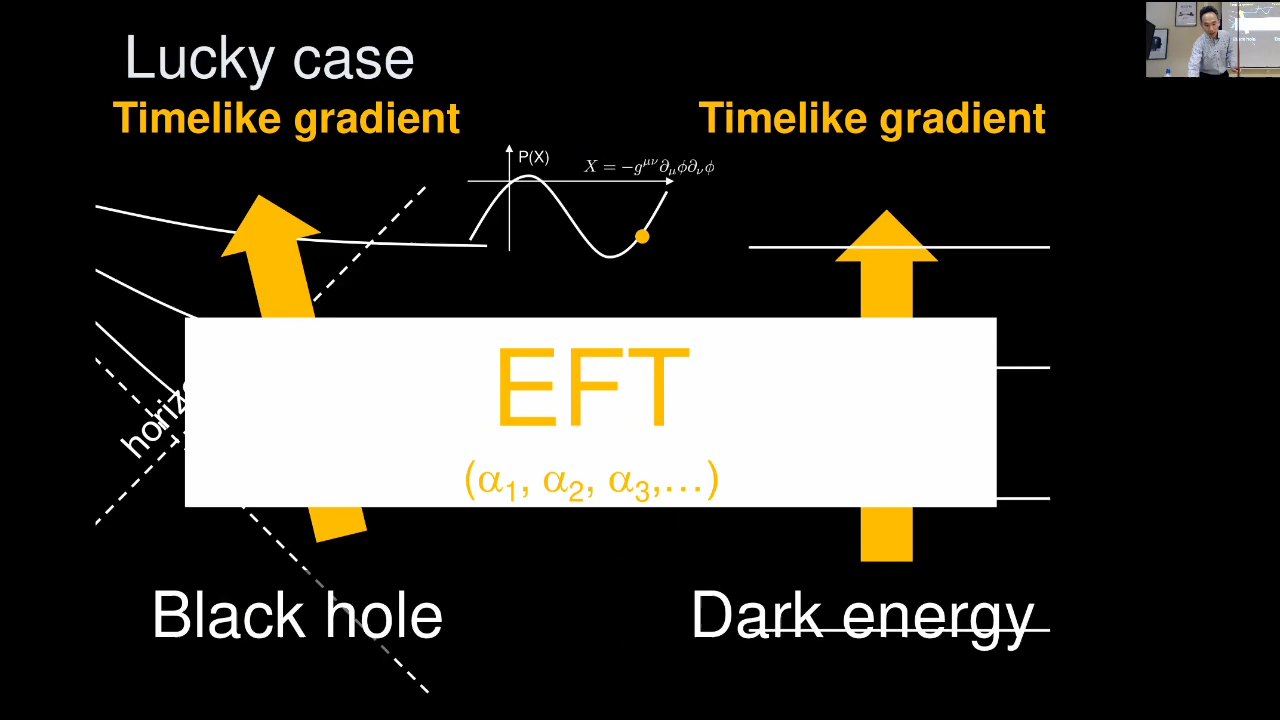 Lucky case
Timelike gradient
Timelike gradient
P(X)
X = −g^{μν}∂_μϕ∂_νϕ
EFT
(α₁, α₂, α₃,…)
Black hole
Dark energy